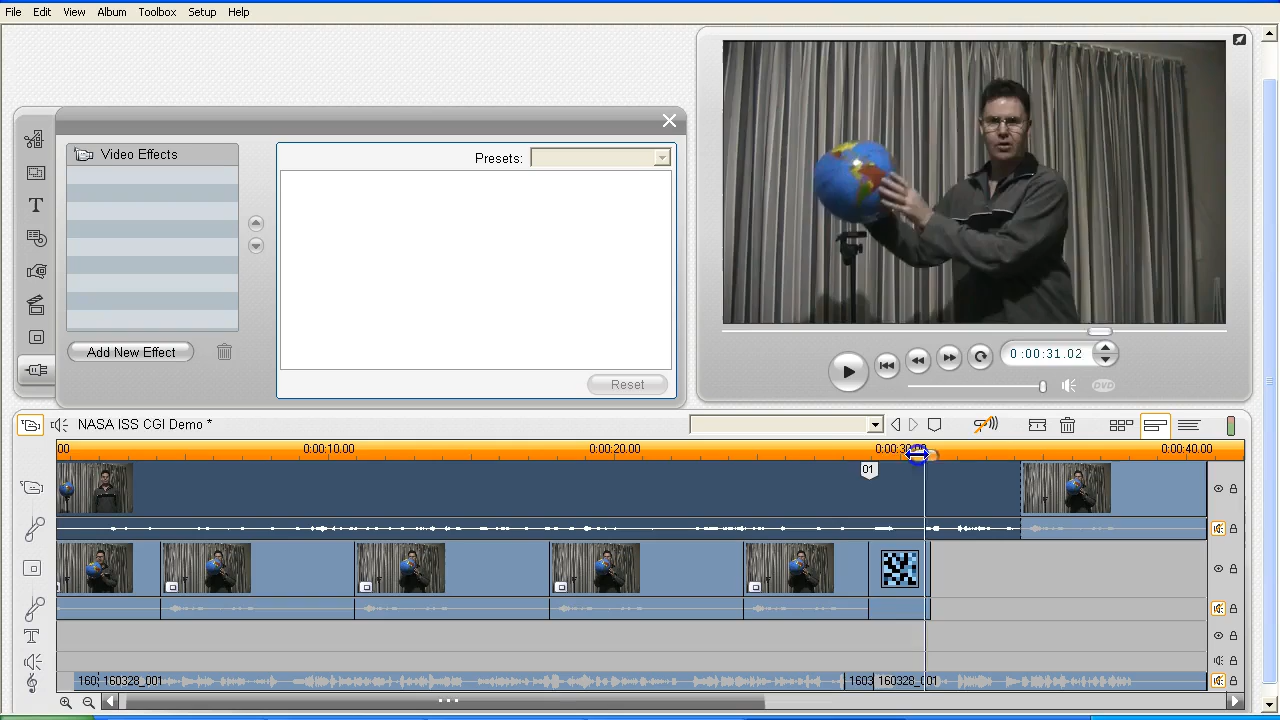 File Edit View Album Toolbox Setup Help
Video Effects
Presets:
Add New Effect
Reset
0:00:31.02
DVD
NASA ISS CGI Demo *
00 0:00:10.00 0:00:20.00 0:00:30.00 0:00:40.00
01
160 160328_001 1603 160328_001